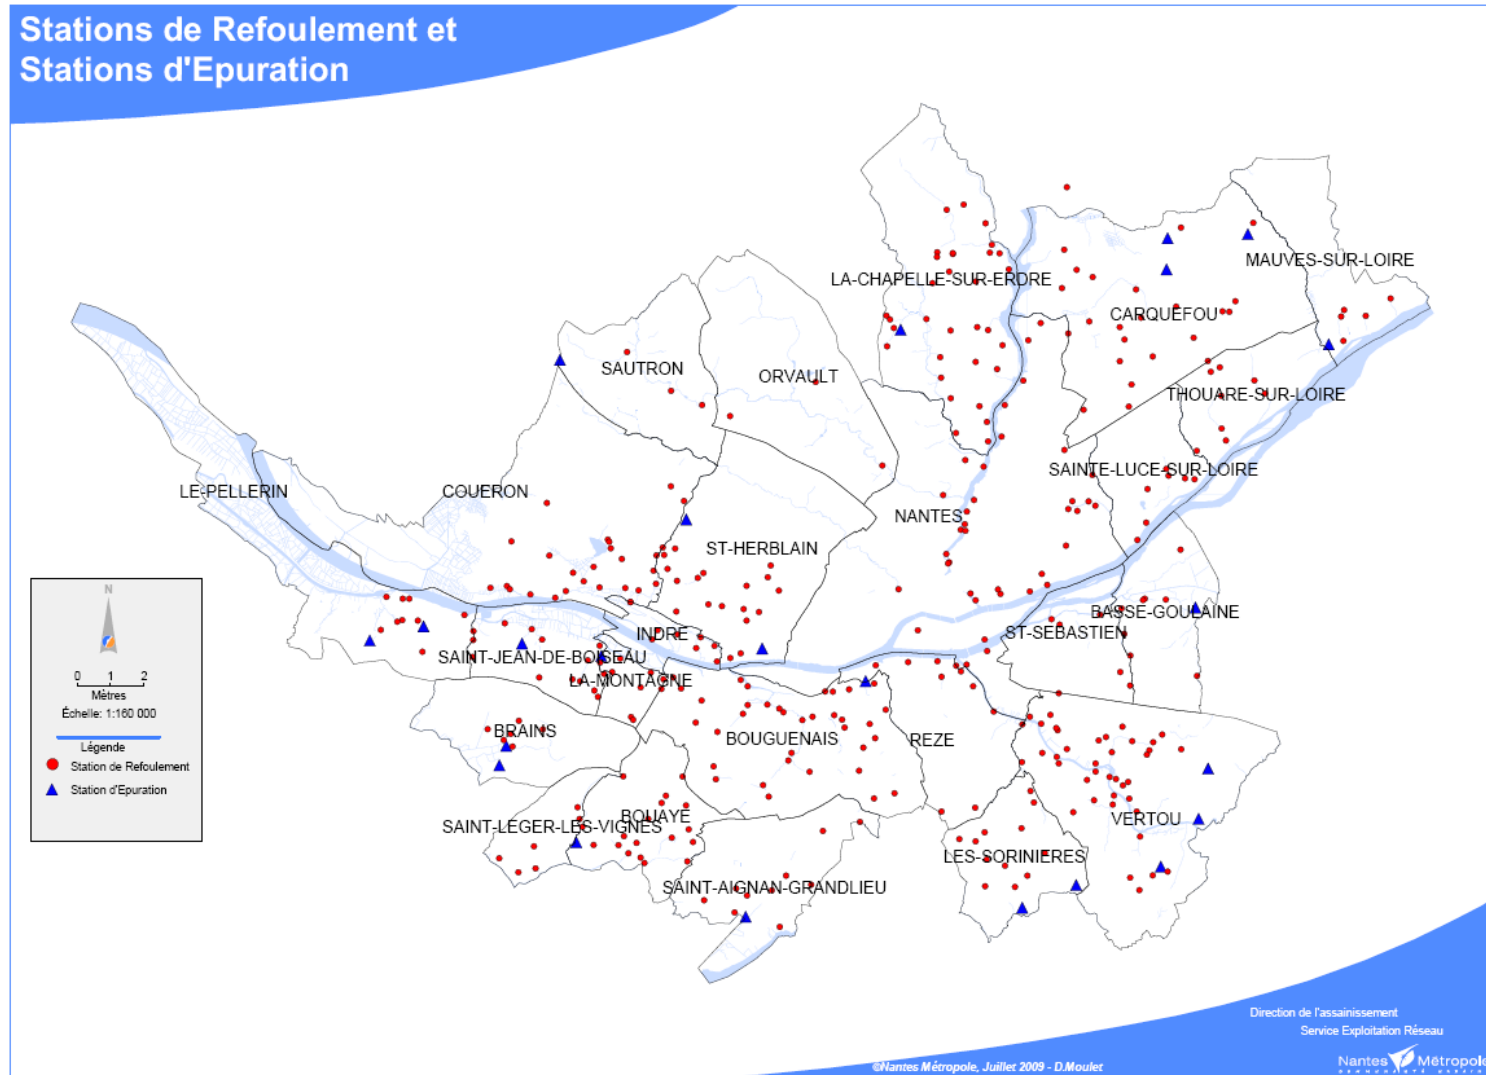 Stations de Refoulement et
Stations d'Epuration
MAUVES-SUR-LOIRE
LA-CHAPELLE-SUR-ERDRE
CARQUEFOU
SAUTRON
ORVAULT
THOUARE-SUR-LOIRE
SAINTE-LUCE-SUR-LOIRE
LE-PELLERIN
COUERON
NANTES
ST-HERBLAIN
BASSE-GOULAINE
ST-SEBASTIEN
INDRE
SAINT-JEAN-DE-BOISEAU
LA-MONTAGNE
BRAINS
BOUGUENAIS
REZE
BOUAYE
SAINT-LEGER-LES-VIGNES
VERTOU
LES-SORINIERES
SAINT-AIGNAN-GRANDLIEU
N
0 1 2
Mètres
Échelle: 1:160 000
Légende
Station de Refoulement
Station d'Epuration
Direction de l'assainissement
Service Exploitation Réseau
©Nantes Métropole, Juillet 2009 - D.Moulet
Nantes Métropole